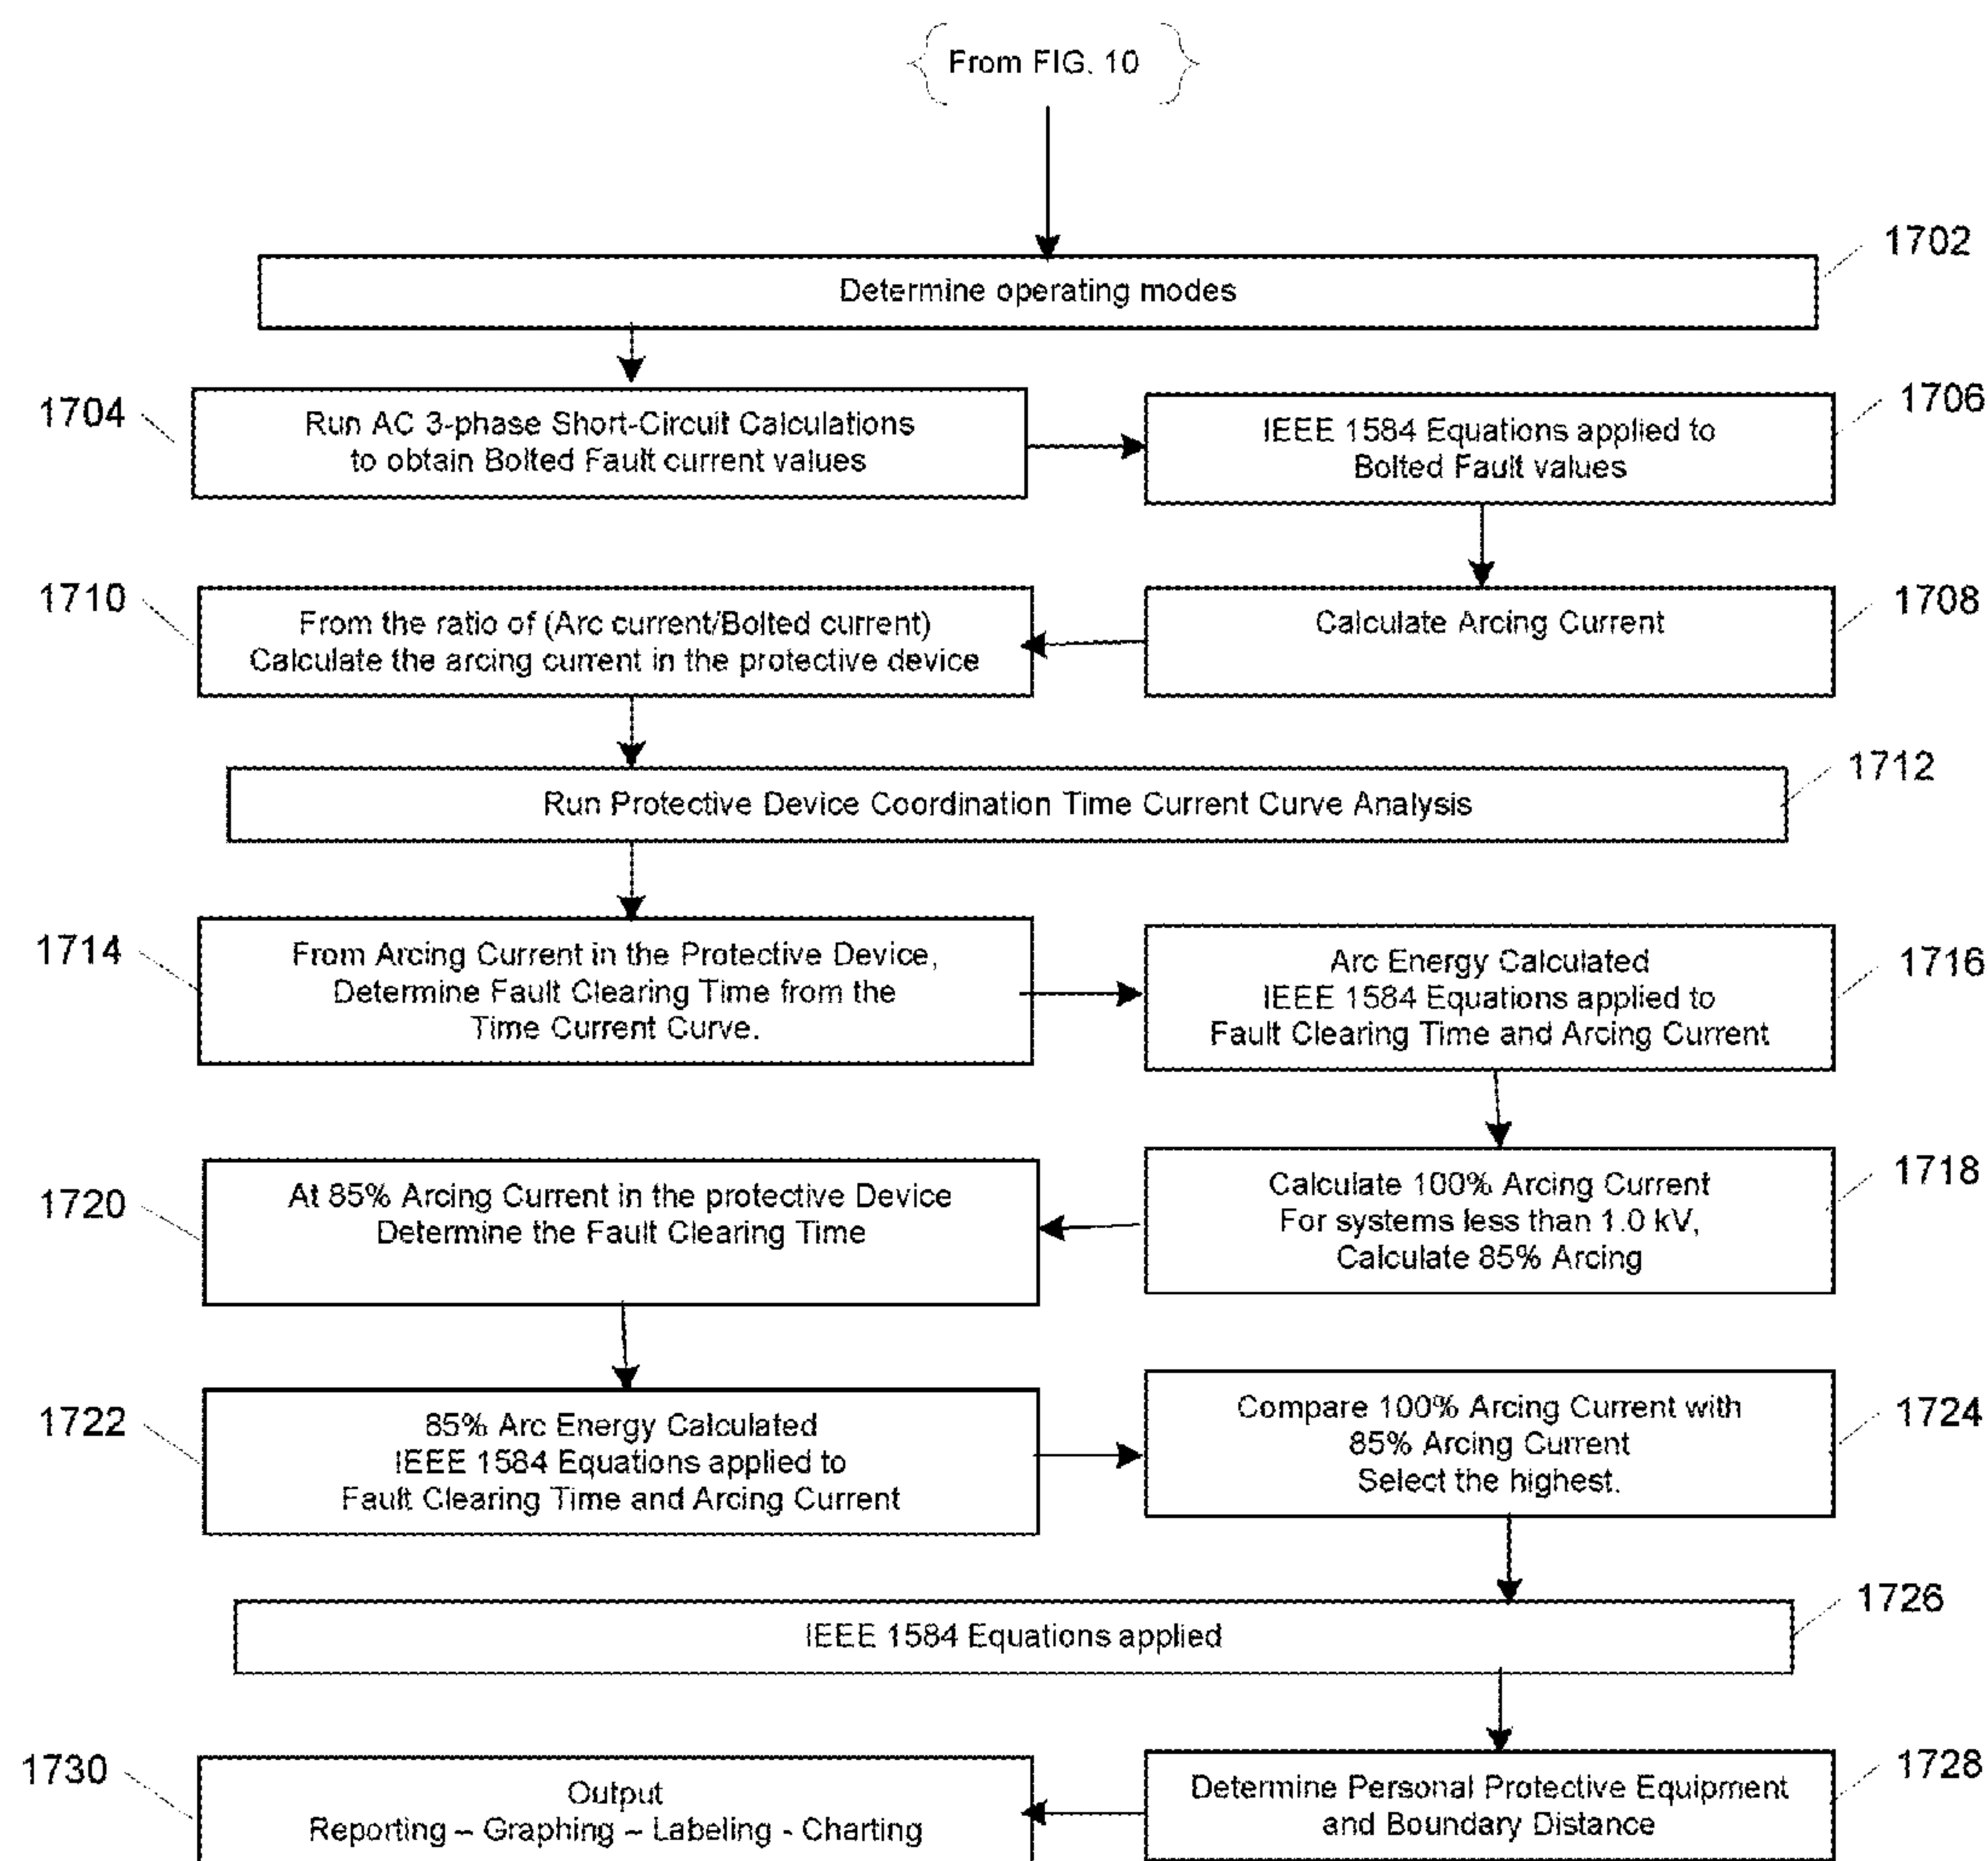 From FIG. 10
1702
Determine operating modes
1704
Run AC 3-phase Short-Circuit Calculations
to obtain Bolted Fault current values
1706
IEEE 1584 Equations applied to
Bolted Fault values
1710
From the ratio of (Arc current/Bolted current)
Calculate the arcing current in the protective device
1708
Calculate Arcing Current
1712
Run Protective Device Coordination Time Current Curve Analysis
1714
From Arcing Current in the Protective Device,
Determine Fault Clearing Time from the
Time Current Curve.
1716
Arc Energy Calculated
IEEE 1584 Equations applied to
Fault Clearing Time and Arcing Current
1720
At 85% Arcing Current in the protective Device
Determine the Fault Clearing Time
1718
Calculate 100% Arcing Current
For systems less than 1.0 kV,
Calculate 85% Arcing
1722
85% Arc Energy Calculated
IEEE 1584 Equations applied to
Fault Clearing Time and Arcing Current
1724
Compare 100% Arcing Current with
85% Arcing Current
Select the highest.
1726
IEEE 1584 Equations applied
1730
Output
Reporting – Graphing – Labeling - Charting
1728
Determine Personal Protective Equipment
and Boundary Distance